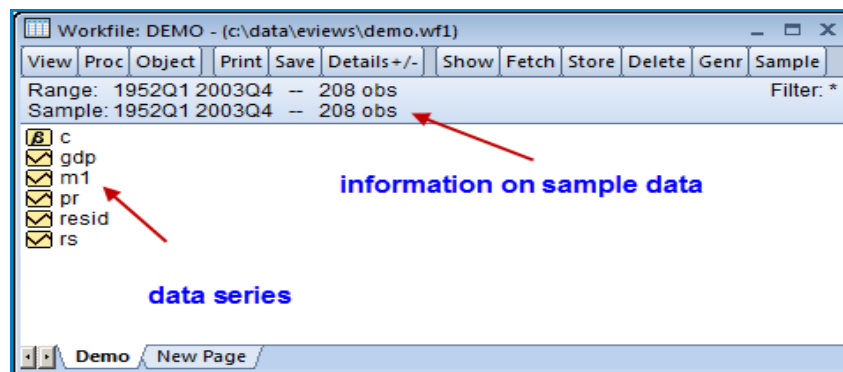 Workfile: DEMO - (c:\data\eviews\demo.wf1)
View Proc Object Print Save Details+/- Show Fetch Store Delete Genr Sample
Range: 1952Q1 2003Q4 -- 208 obs Filter: *
Sample: 1952Q1 2003Q4 -- 208 obs
β c
gdp
m1
pr
resid
rs
information on sample data
data series
Demo New Page